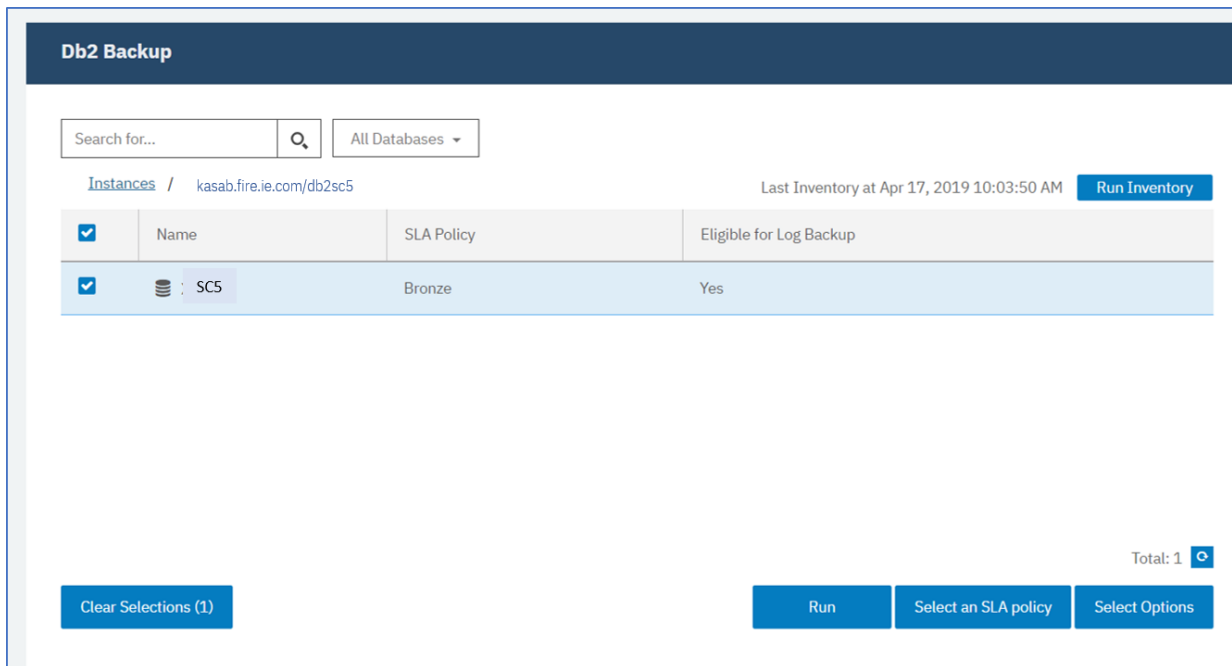 Db2 Backup
Search for... All Databases
Instances / kasab.fire.ie.com/db2sc5 Last Inventory at Apr 17, 2019 10:03:50 AM Run Inventory
Name SLA Policy Eligible for Log Backup
SC5 Bronze Yes
Total: 1
Clear Selections (1) Run Select an SLA policy Select Options